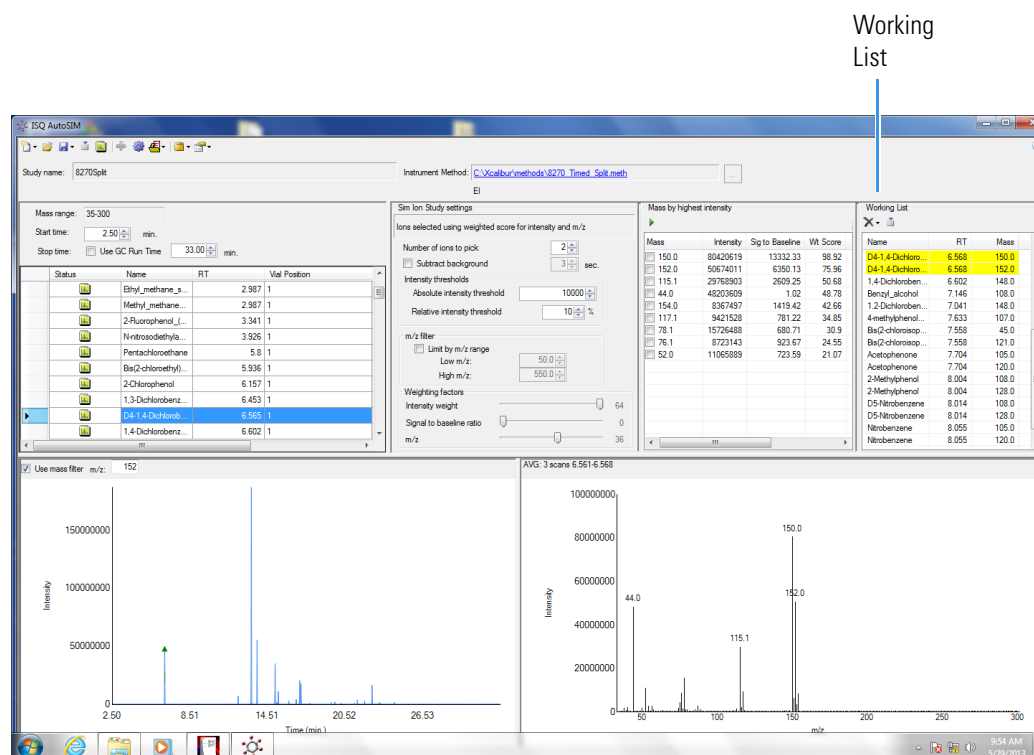 Working
List
ISQ AutoSIM
Study name: 8270Split
Instrument Method: C:\Xcalibur\methods\8270_Timed_Split.meth ...
EI
Mass range: 35-300
Start time: 2.50 min.
Stop time: Use GC Run Time 33.00 min.
Status Name RT Vial Position
Ethyl_methane_s... 2.987 1
Methyl_methane... 2.987 1
2-Fluorophenol_(... 3.341 1
N-nitrosodiethyla... 3.926 1
Pentachloroethane 5.8 1
Bis(2-chloroethyl)... 5.936 1
2-Chlorophenol 6.157 1
1,3-Dichlorobenz... 6.453 1
D4-1,4-Dichlorob... 6.565 1
1,4-Dichlorobenz... 6.602 1
Sim Ion Study settings
Ions selected using weighted score for intensity and m/z
Number of ions to pick 2
Subtract background 3 sec.
Intensity thresholds
Absolute intensity threshold 10000
Relative intensity threshold 10 %
m/z filter
Limit by m/z range
Low m/z: 50.0
High m/z: 550.0
Weighting factors
Intensity weight 64
Signal to baseline ratio 0
m/z 36
Mass by highest intensity
Mass Intensity Sig to Baseline Wt Score
150.0 80420619 13332.33 98.92
152.0 50674011 6350.13 75.96
115.1 29768903 2609.25 50.68
44.0 48203609 1.02 48.78
154.0 8367497 1419.42 42.66
117.1 9421528 781.22 34.85
78.1 15726488 680.71 30.9
76.1 8723143 923.67 24.55
52.0 11065889 723.59 21.07
Working List
Name RT Mass
D4-1,4-Dichloro... 6.568 150.0
D4-1,4-Dichloro... 6.568 152.0
1,4-Dichloroben... 6.602 148.0
Benzyl_alcohol 7.146 108.0
1,2-Dichloroben... 7.041 148.0
4-methylphenol... 7.633 107.0
Bis(2-chloroisop... 7.558 45.0
Bis(2-chloroisop... 7.558 121.0
Acetophenone 7.704 105.0
Acetophenone 7.704 120.0
2-Methylphenol 8.004 108.0
2-Methylphenol 8.004 128.0
D5-Nitrobenzene 8.014 108.0
D5-Nitrobenzene 8.014 128.0
Nitrobenzene 8.055 105.0
Nitrobenzene 8.055 120.0
Use mass filter m/z: 152
150000000
100000000
50000000
0
Intensity
2.50 8.51 14.51 20.52 26.53
Time (min.)
AVG: 3 scans 6.561-6.568
100000000
80000000
60000000
40000000
20000000
0
Intensity
150.0
152.0
44.0
115.1
50 100 150 200 250 300
m/z
9:54 AM
5/29/2013